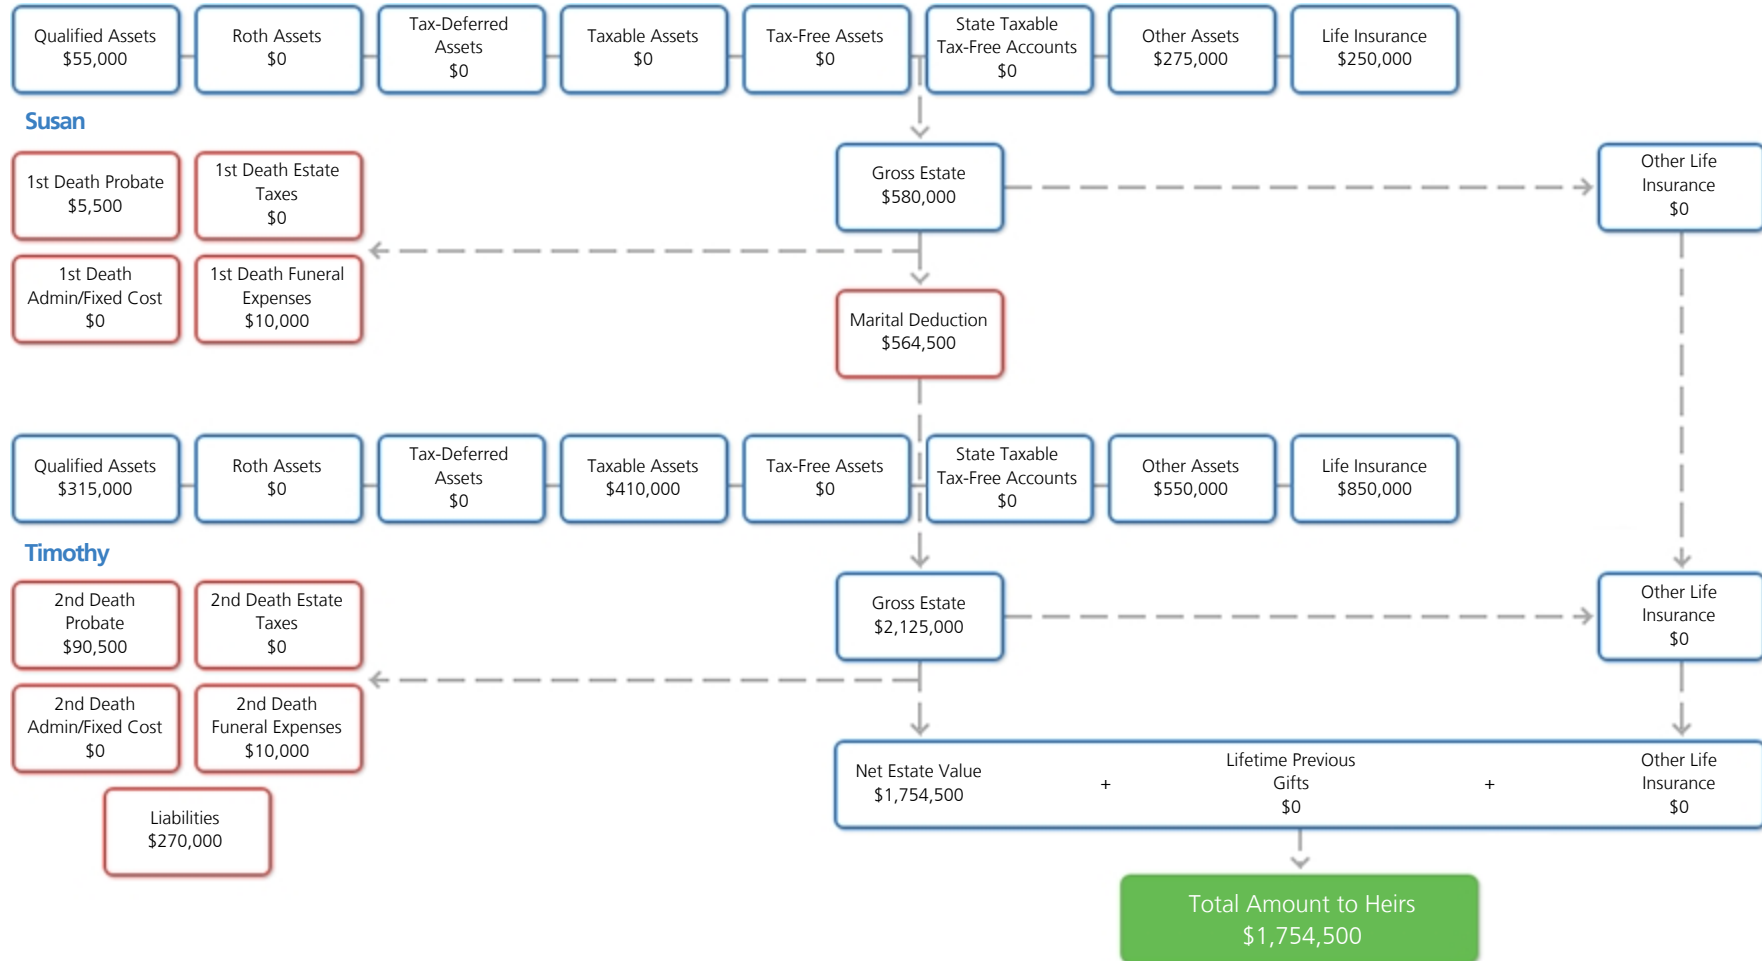 Qualified Assets
$55,000
Roth Assets
$0
Tax-Deferred
Assets
$0
Taxable Assets
$0
Tax-Free Assets
$0
State Taxable
Tax-Free Accounts
$0
Other Assets
$275,000
Life Insurance
$250,000
Susan
1st Death Probate
$5,500
1st Death Estate
Taxes
$0
1st Death
Admin/Fixed Cost
$0
1st Death Funeral
Expenses
$10,000
Gross Estate
$580,000
Other Life
Insurance
$0
Marital Deduction
$564,500
Qualified Assets
$315,000
Roth Assets
$0
Tax-Deferred
Assets
$0
Taxable Assets
$410,000
Tax-Free Assets
$0
State Taxable
Tax-Free Accounts
$0
Other Assets
$550,000
Life Insurance
$850,000
Timothy
2nd Death
Probate
$90,500
2nd Death Estate
Taxes
$0
2nd Death
Admin/Fixed Cost
$0
2nd Death
Funeral Expenses
$10,000
Liabilities
$270,000
Gross Estate
$2,125,000
Other Life
Insurance
$0
Net Estate Value
$1,754,500
+
Lifetime Previous
Gifts
$0
+
Other Life
Insurance
$0
Total Amount to Heirs
$1,754,500